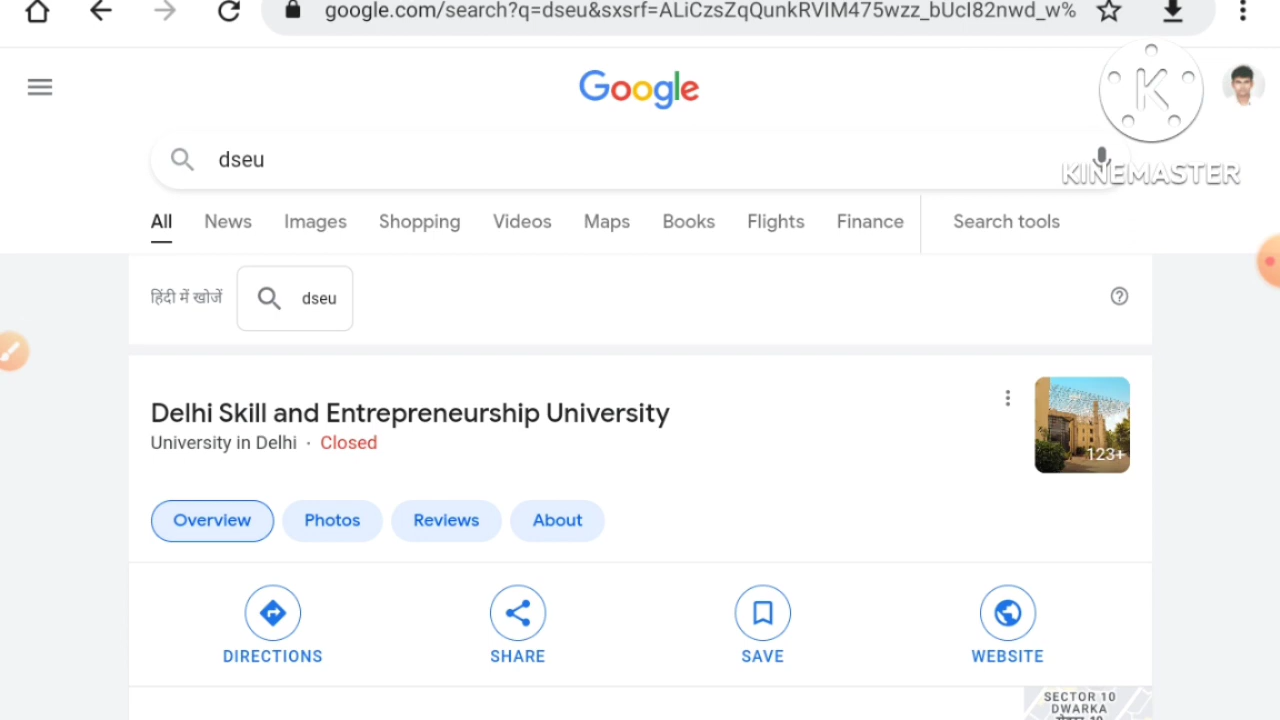 google.com/search?q=dseu&sxsrf=ALiCzsZqQunkRVIM475wzz_bUcI82nwd_w%
Google
K
dseu
KINEMASTER
All News Images Shopping Videos Maps Books Flights Finance Search tools
हिंदी में खोजें dseu
Delhi Skill and Entrepreneurship University
University in Delhi · Closed
123+
Overview Photos Reviews About
DIRECTIONS SHARE SAVE WEBSITE
SECTOR 10
DWARKA